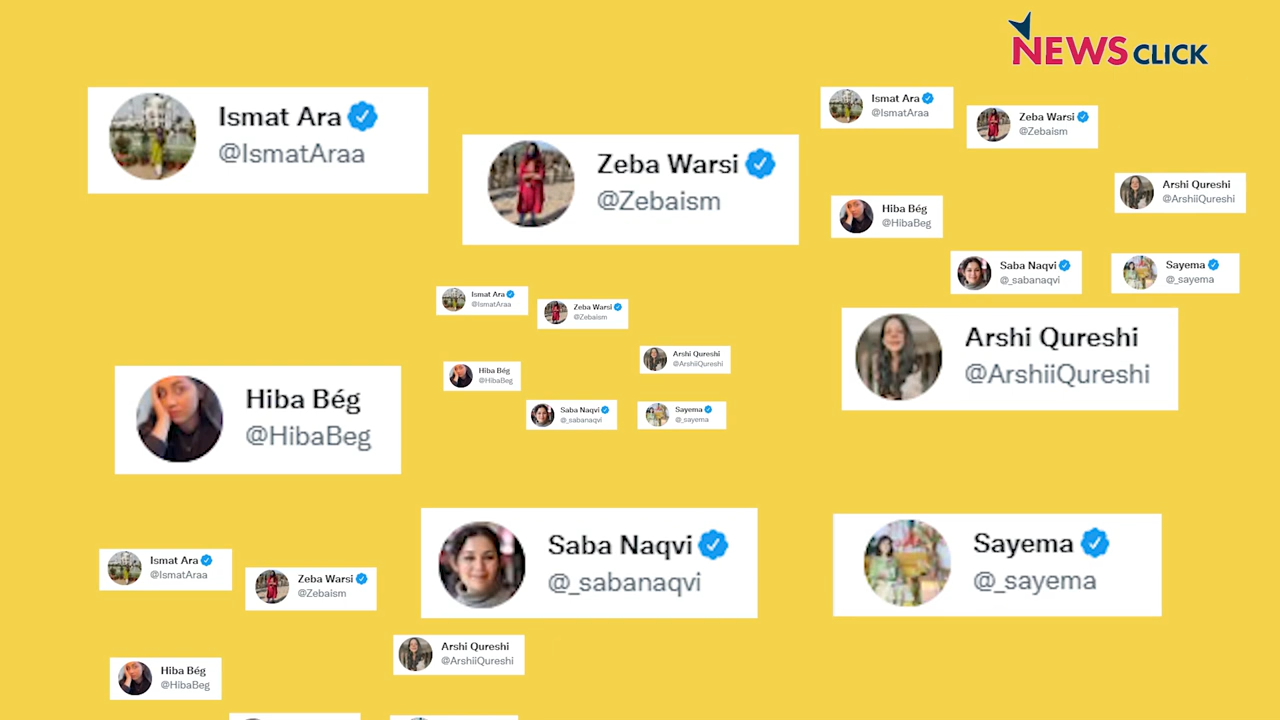 NEWS CLICK
Ismat Ara
@IsmatAraa
Zeba Warsi
@Zebaism
Ismat Ara
@IsmatAraa
Zeba Warsi
@Zebaism
Arshi Qureshi
@ArshiiQureshi
Hiba Bég
@HibaBeg
Saba Naqvi
@_sabanaqvi
Sayema
@_sayema
Ismat Ara
@IsmatAraa
Zeba Warsi
@Zebaism
Arshi Qureshi
@ArshiiQureshi
Hiba Bég
@HibaBeg
Saba Naqvi
@_sabanaqvi
Sayema
@_sayema
Arshi Qureshi
@ArshiiQureshi
Hiba Bég
@HibaBeg
Saba Naqvi
@_sabanaqvi
Sayema
@_sayema
Ismat Ara
@IsmatAraa
Zeba Warsi
@Zebaism
Arshi Qureshi
@ArshiiQureshi
Hiba Bég
@HibaBeg